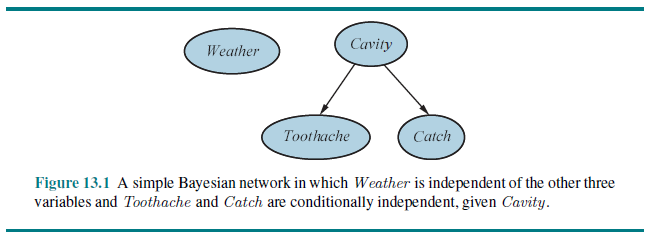 Weather
Cavity
Toothache
Catch
Figure 13.1 A simple Bayesian network in which Weather is independent of the other three
variables and Toothache and Catch are conditionally independent, given Cavity.